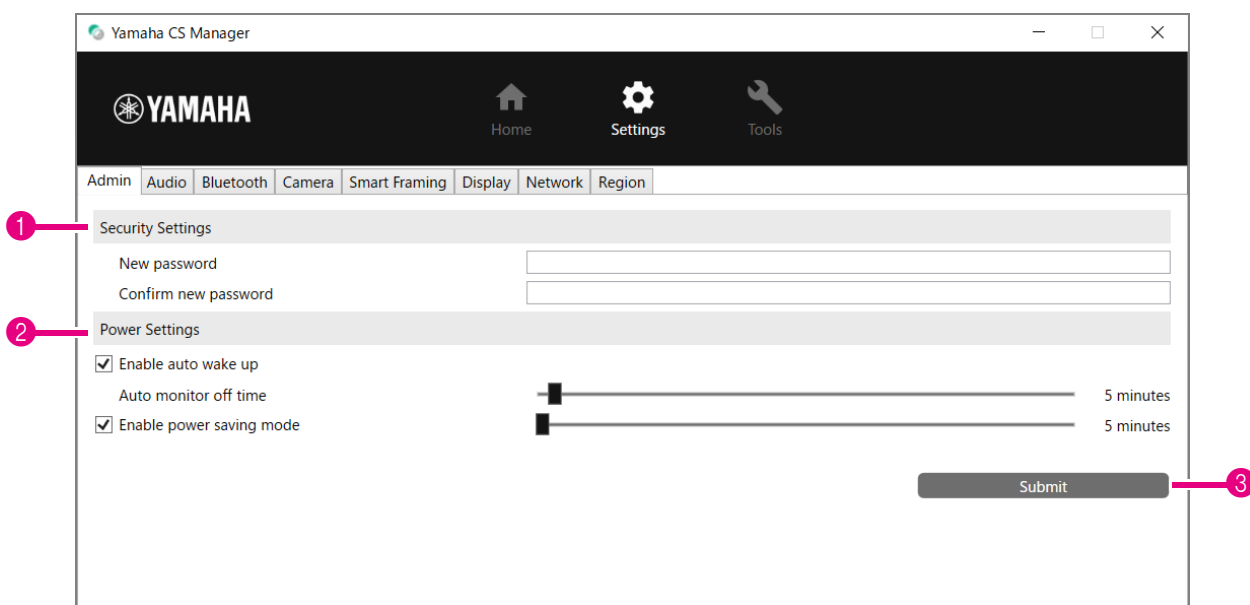 Yamaha CS Manager
YAMAHA
Home Settings Tools
Admin Audio Bluetooth Camera Smart Framing Display Network Region
1 Security Settings
New password
Confirm new password
2 Power Settings
Enable auto wake up
Auto monitor off time 5 minutes
Enable power saving mode 5 minutes
Submit 3